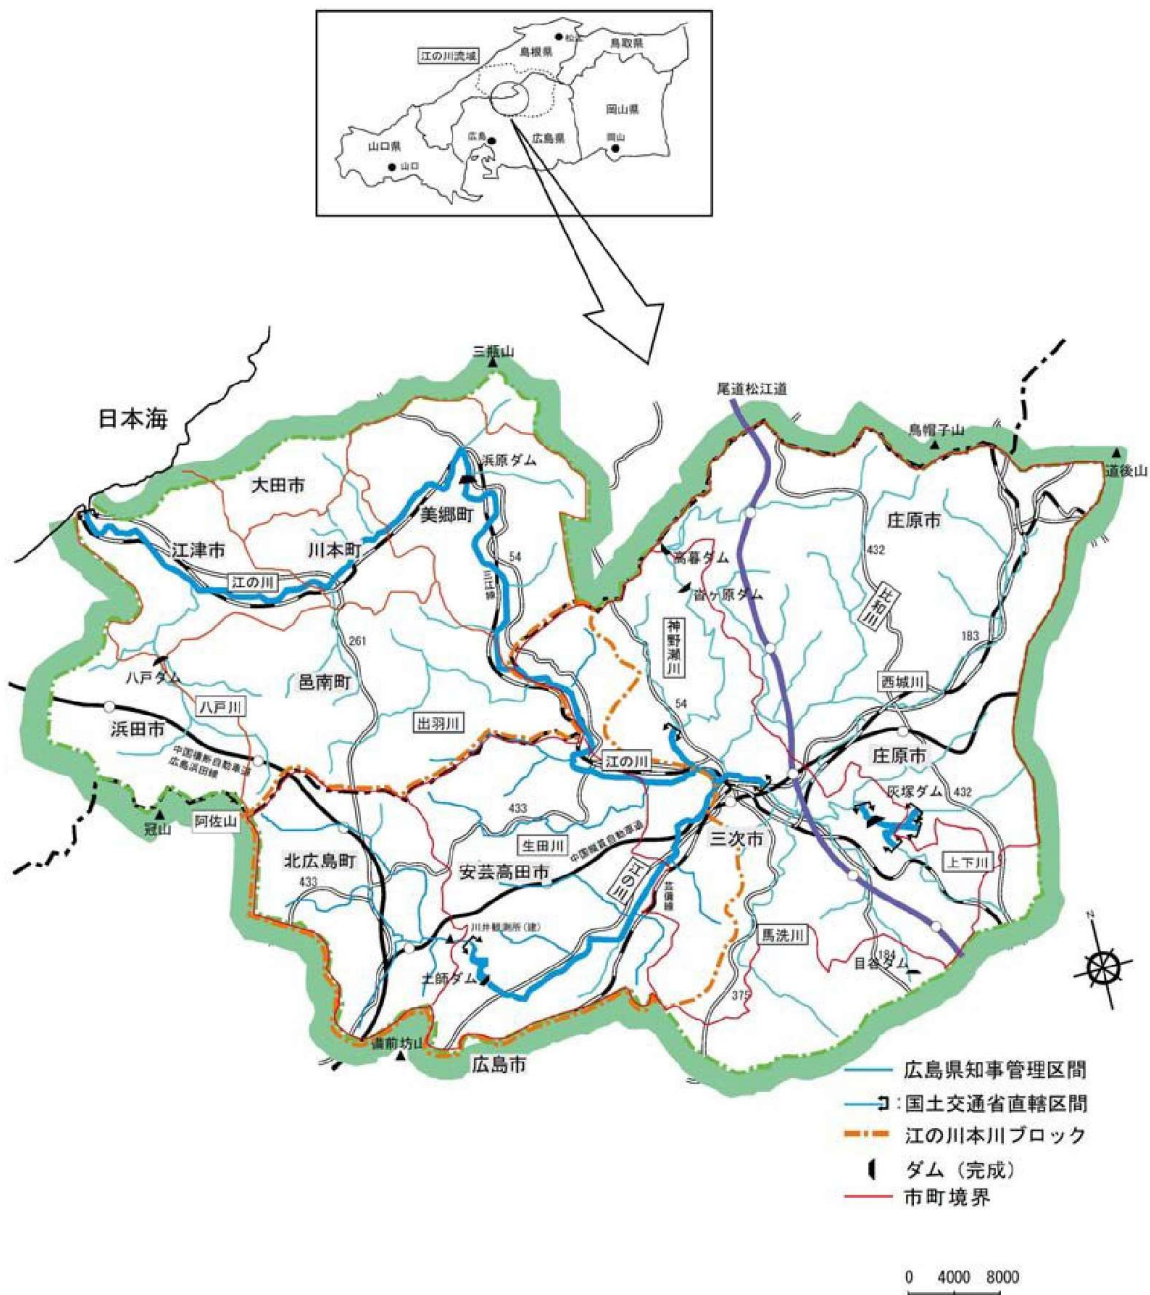 松江
鳥取県
島根県
江の川流域
岡山県
広島
広島県
岡山
山口県
山口
三瓶山
尾道松江道
日本海
烏帽子山
道後山
浜原ダム
大田市
美郷町
庄原市
江津市
川本町
54
432
高暮ダム
沓ヶ原ダム
江の川
三江線
比和川
神野瀬川
183
261
八戸ダム
邑南町
西城川
八戸川
出羽川
54
浜田市
庄原市
中国横断自動車道
広島浜田線
江の川
灰塚ダム
432
冠山
阿佐山
433
三次市
生田川
中国縦貫自動車道
北広島町
安芸高田市
上下川
433
江の川
芸備線
川井観測所(建)
馬洗川
184
目谷ダム
土師ダム
375
N
備前坊山
広島市
広島県知事管理区間
:国土交通省直轄区間
江の川本川ブロック
ダム(完成)
市町境界
0 4000 8000